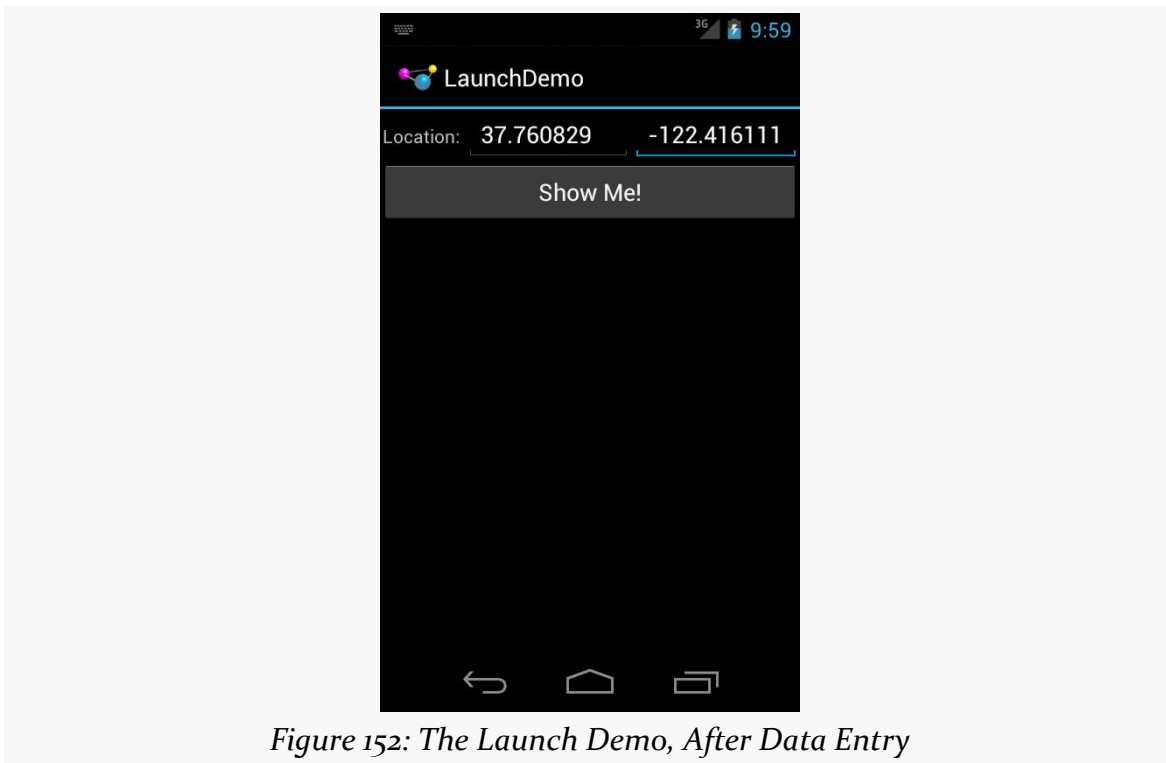 3G 9:59
LaunchDemo
Location: 37.760829 -122.416111
Show Me!
Figure 152: The Launch Demo, After Data Entry